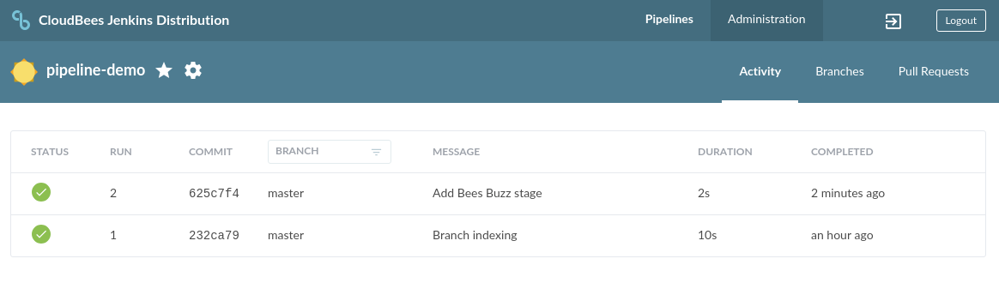 CloudBees Jenkins Distribution Pipelines Administration Logout
pipeline-demo Activity Branches Pull Requests
STATUS RUN COMMIT BRANCH MESSAGE DURATION COMPLETED
2 625c7f4 master Add Bees Buzz stage 2s 2 minutes ago
1 232ca79 master Branch indexing 10s an hour ago